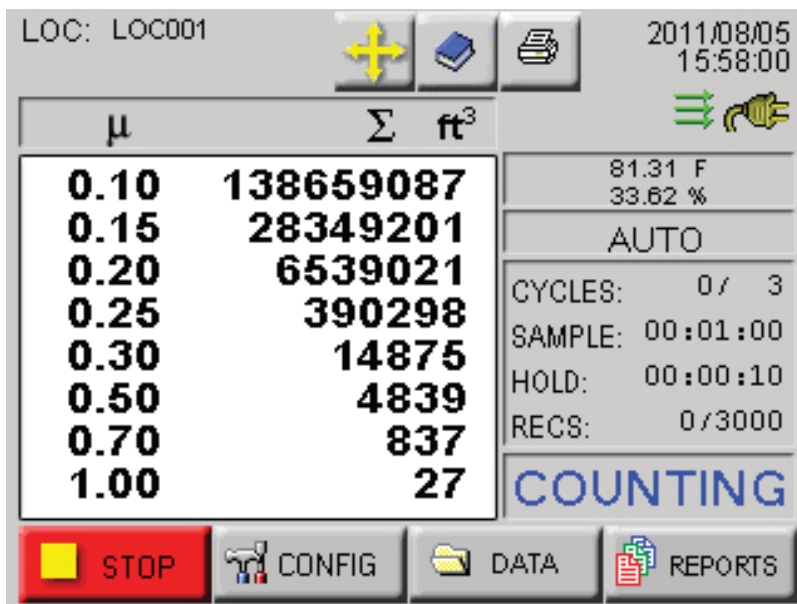 LOC: LOC001
2011/08/05
15:58:00
µ Σ ft³
0.10 138659087
0.15 28349201
0.20 6539021
0.25 390298
0.30 14875
0.50 4839
0.70 837
1.00 27
81.31 F
33.62 %
AUTO
CYCLES: 0/ 3
SAMPLE: 00:01:00
HOLD: 00:00:10
RECS: 0/3000
COUNTING
STOP
CONFIG
DATA
REPORTS